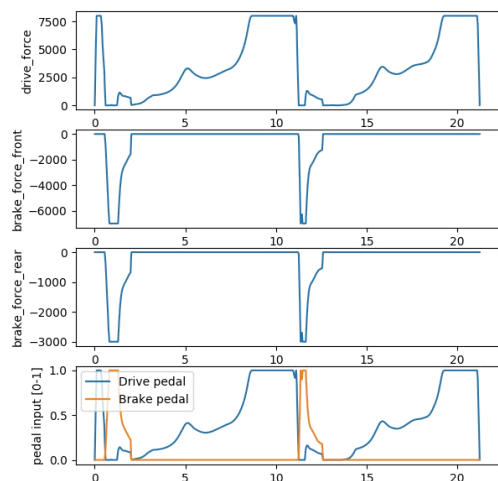 drive_force
7500
5000
2500
0
0 5 10 15 20
brake_force_front
0
−2000
−4000
−6000
0 5 10 15 20
brake_force_rear
0
−1000
−2000
−3000
0 5 10 15 20
pedal input [0-1]
1.0
0.5
0.0
Drive pedal
Brake pedal
0 5 10 15 20